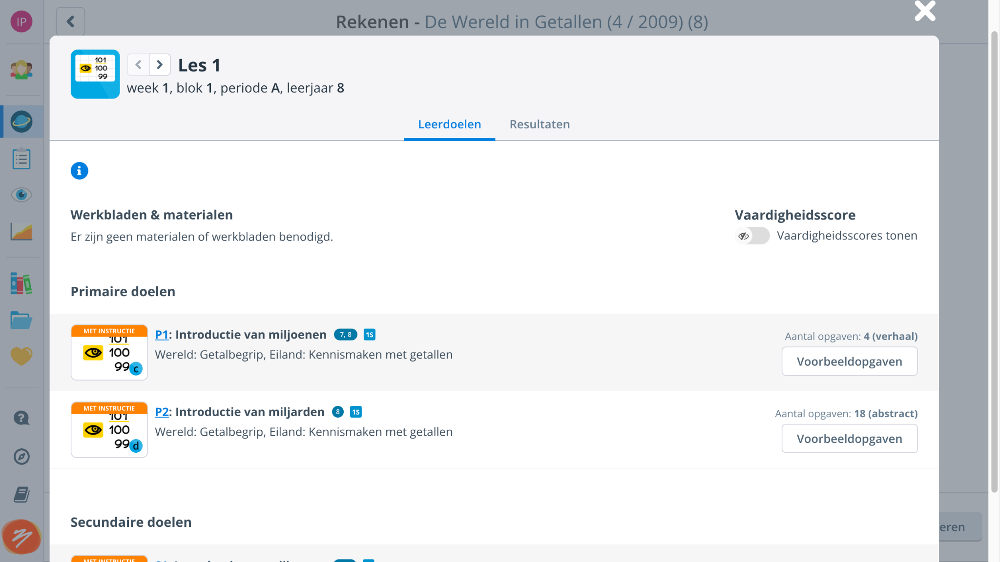 IP
Rekenen - De Wereld in Getallen (4 / 2009) (8)
101
100
99
Les 1
week 1, blok 1, periode A, leerjaar 8
Leerdoelen
Resultaten
Werkbladen & materialen
Er zijn geen materialen of werkbladen benodigd.
Vaardigheidsscore
Vaardigheidsscores tonen
Primaire doelen
MET INSTRUCTIE
101
100
99
c
P1: Introductie van miljoenen 7, 8 1S
Wereld: Getalbegrip, Eiland: Kennismaken met getallen
Aantal opgaven: 4 (verhaal)
Voorbeeldopgaven
MET INSTRUCTIE
101
100
99
d
P2: Introductie van miljarden 8 1S
Wereld: Getalbegrip, Eiland: Kennismaken met getallen
Aantal opgaven: 18 (abstract)
Voorbeeldopgaven
Secundaire doelen
eren
MET INSTRUCTIE